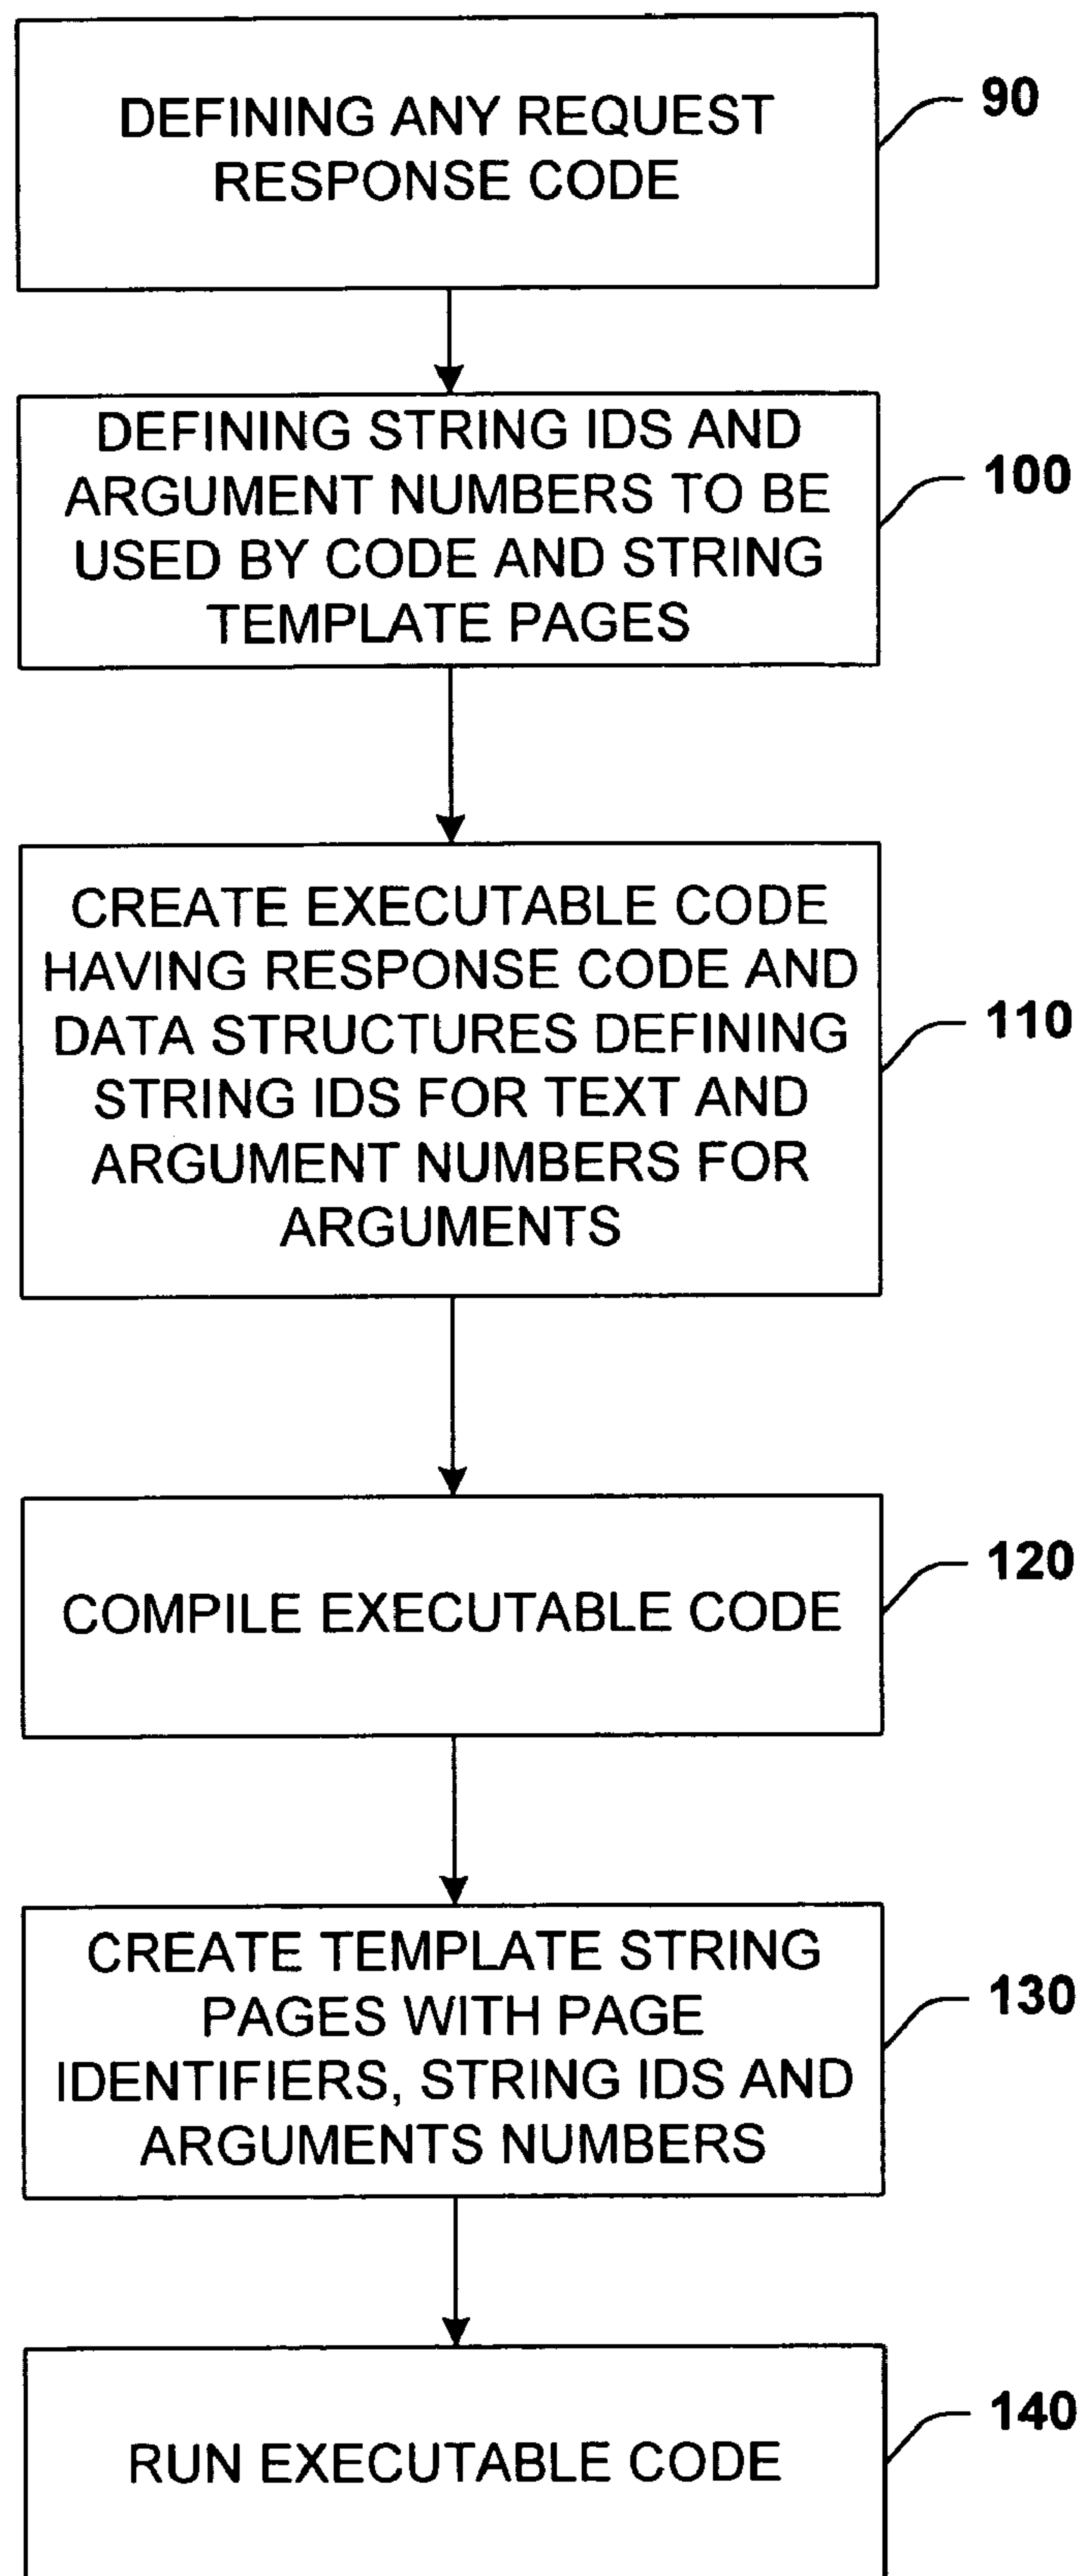 DEFINING ANY REQUEST
RESPONSE CODE
90
DEFINING STRING IDS AND
ARGUMENT NUMBERS TO BE
USED BY CODE AND STRING
TEMPLATE PAGES
100
CREATE EXECUTABLE CODE
HAVING RESPONSE CODE AND
DATA STRUCTURES DEFINING
STRING IDS FOR TEXT AND
ARGUMENT NUMBERS FOR
ARGUMENTS
110
COMPILE EXECUTABLE CODE
120
CREATE TEMPLATE STRING
PAGES WITH PAGE
IDENTIFIERS, STRING IDS AND
ARGUMENTS NUMBERS
130
RUN EXECUTABLE CODE
140